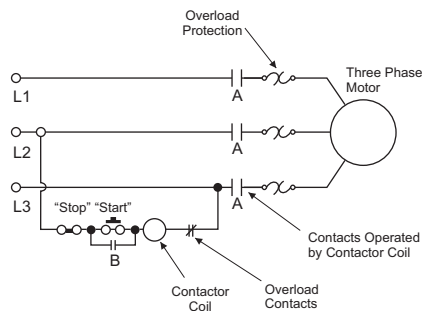 Overload
Protection
Three Phase
Motor
L1
A
L2
A
L3
A
"Stop" "Start"
B
Contacts Operated
by Contactor Coil
Contactor
Coil
Overload
Contacts